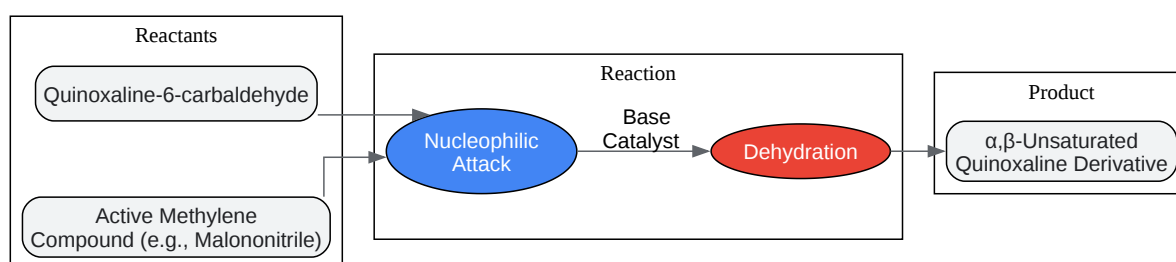 Reactants
Quinoxaline-6-carbaldehyde
Active Methylene
Compound (e.g., Malononitrile)
Reaction
Nucleophilic
Attack
Base
Catalyst
Dehydration
Product
α,β-Unsaturated
Quinoxaline Derivative